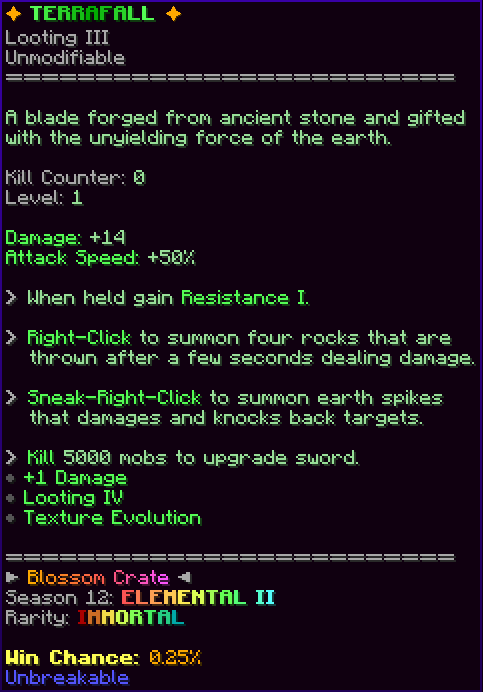 ✦ TERRAFALL ✦
Looting III
Unmodifiable
================================
A blade forged from ancient stone and gifted
with the unyielding force of the earth.
Kill Counter: 0
Level: 1
Damage: +14
Attack Speed: +50%
> When held gain Resistance I.
> Right-Click to summon four rocks that are
thrown after a few seconds dealing damage.
> Sneak-Right-Click to summon earth spikes
that damages and knocks back targets.
> Kill 5000 mobs to upgrade sword.
• +1 Damage
• Looting IV
• Texture Evolution
================================
► Blossom Crate ◄
Season 12: ELEMENTAL II
Rarity: IMMORTAL
Win Chance: 0.25%
Unbreakable